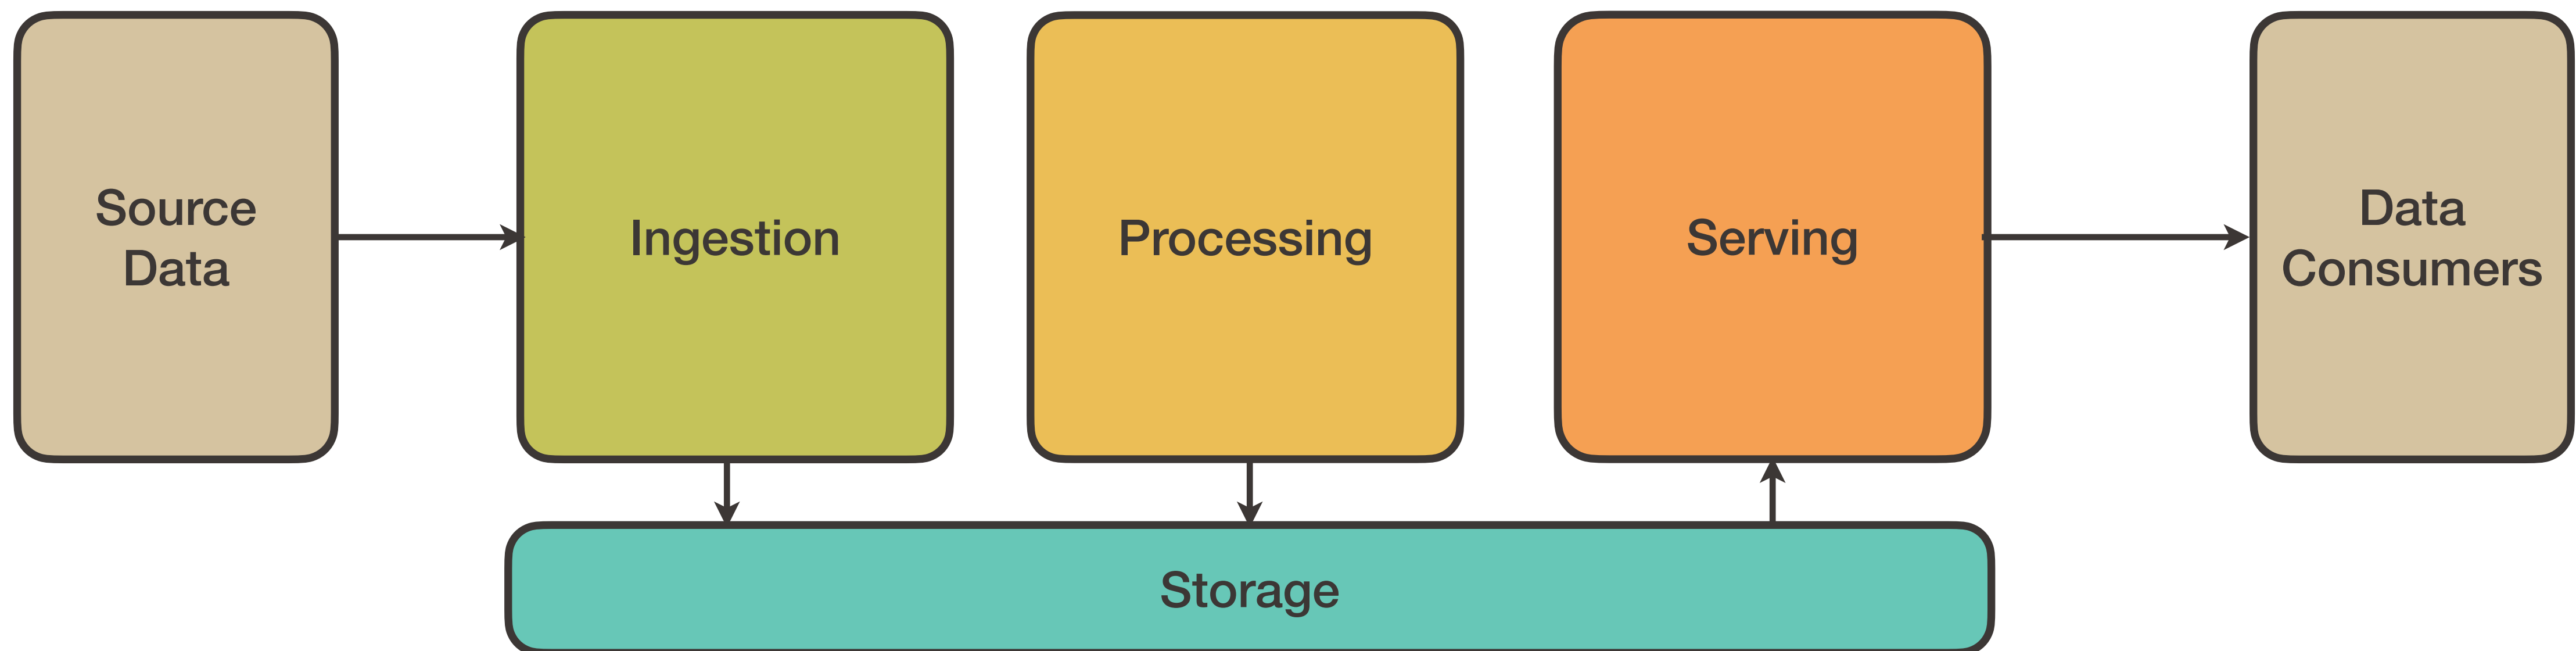 Source
Data
Ingestion
Processing
Serving
Data
Consumers
Storage